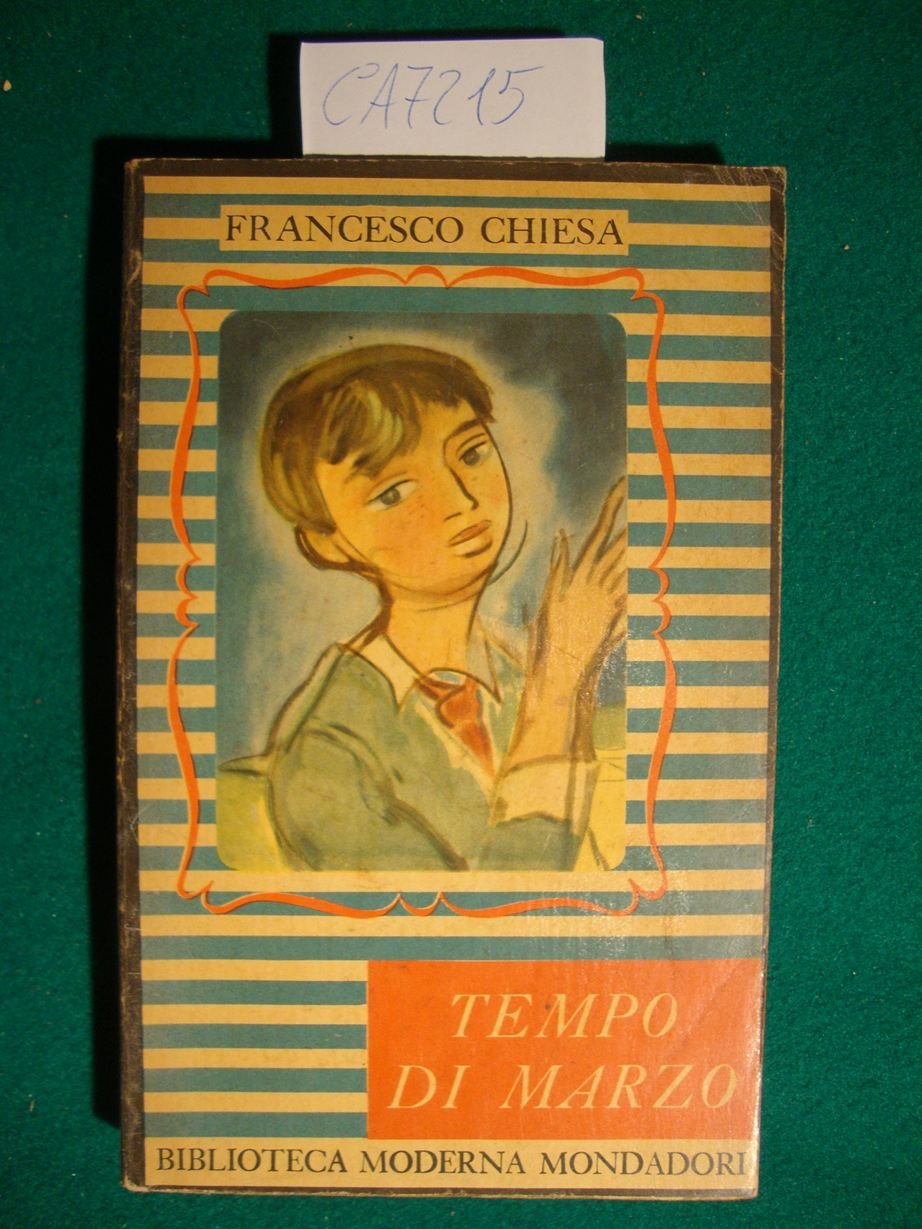 CA7215
FRANCESCO CHIESA
TEMPO
DI MARZO
BIBLIOTECA MODERNA MONDADORI